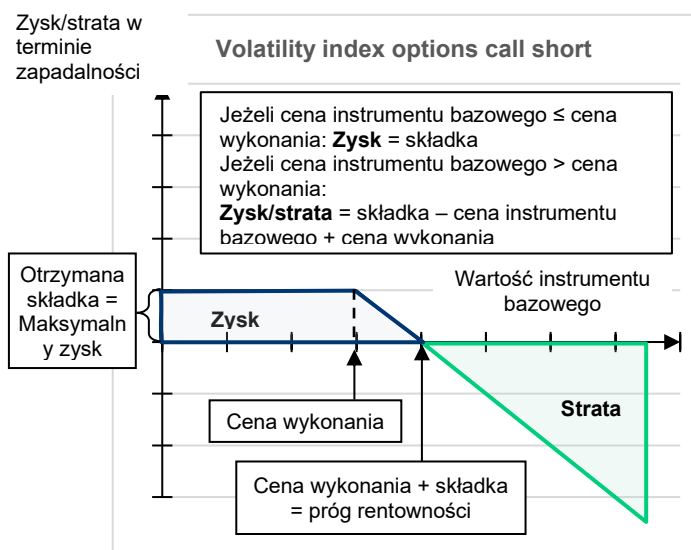 Zysk/strata w
terminie
zapadalności
Volatility index options call short
Jeżeli cena instrumentu bazowego ≤ cena
wykonania: Zysk = składka
Jeżeli cena instrumentu bazowego > cena
wykonania:
Zysk/strata = składka – cena instrumentu
bazowego + cena wykonania
Otrzymana
składka =
Maksymaln
y zysk
Wartość instrumentu
bazowego
Zysk
Strata
Cena wykonania
Cena wykonania + składka
= próg rentowności